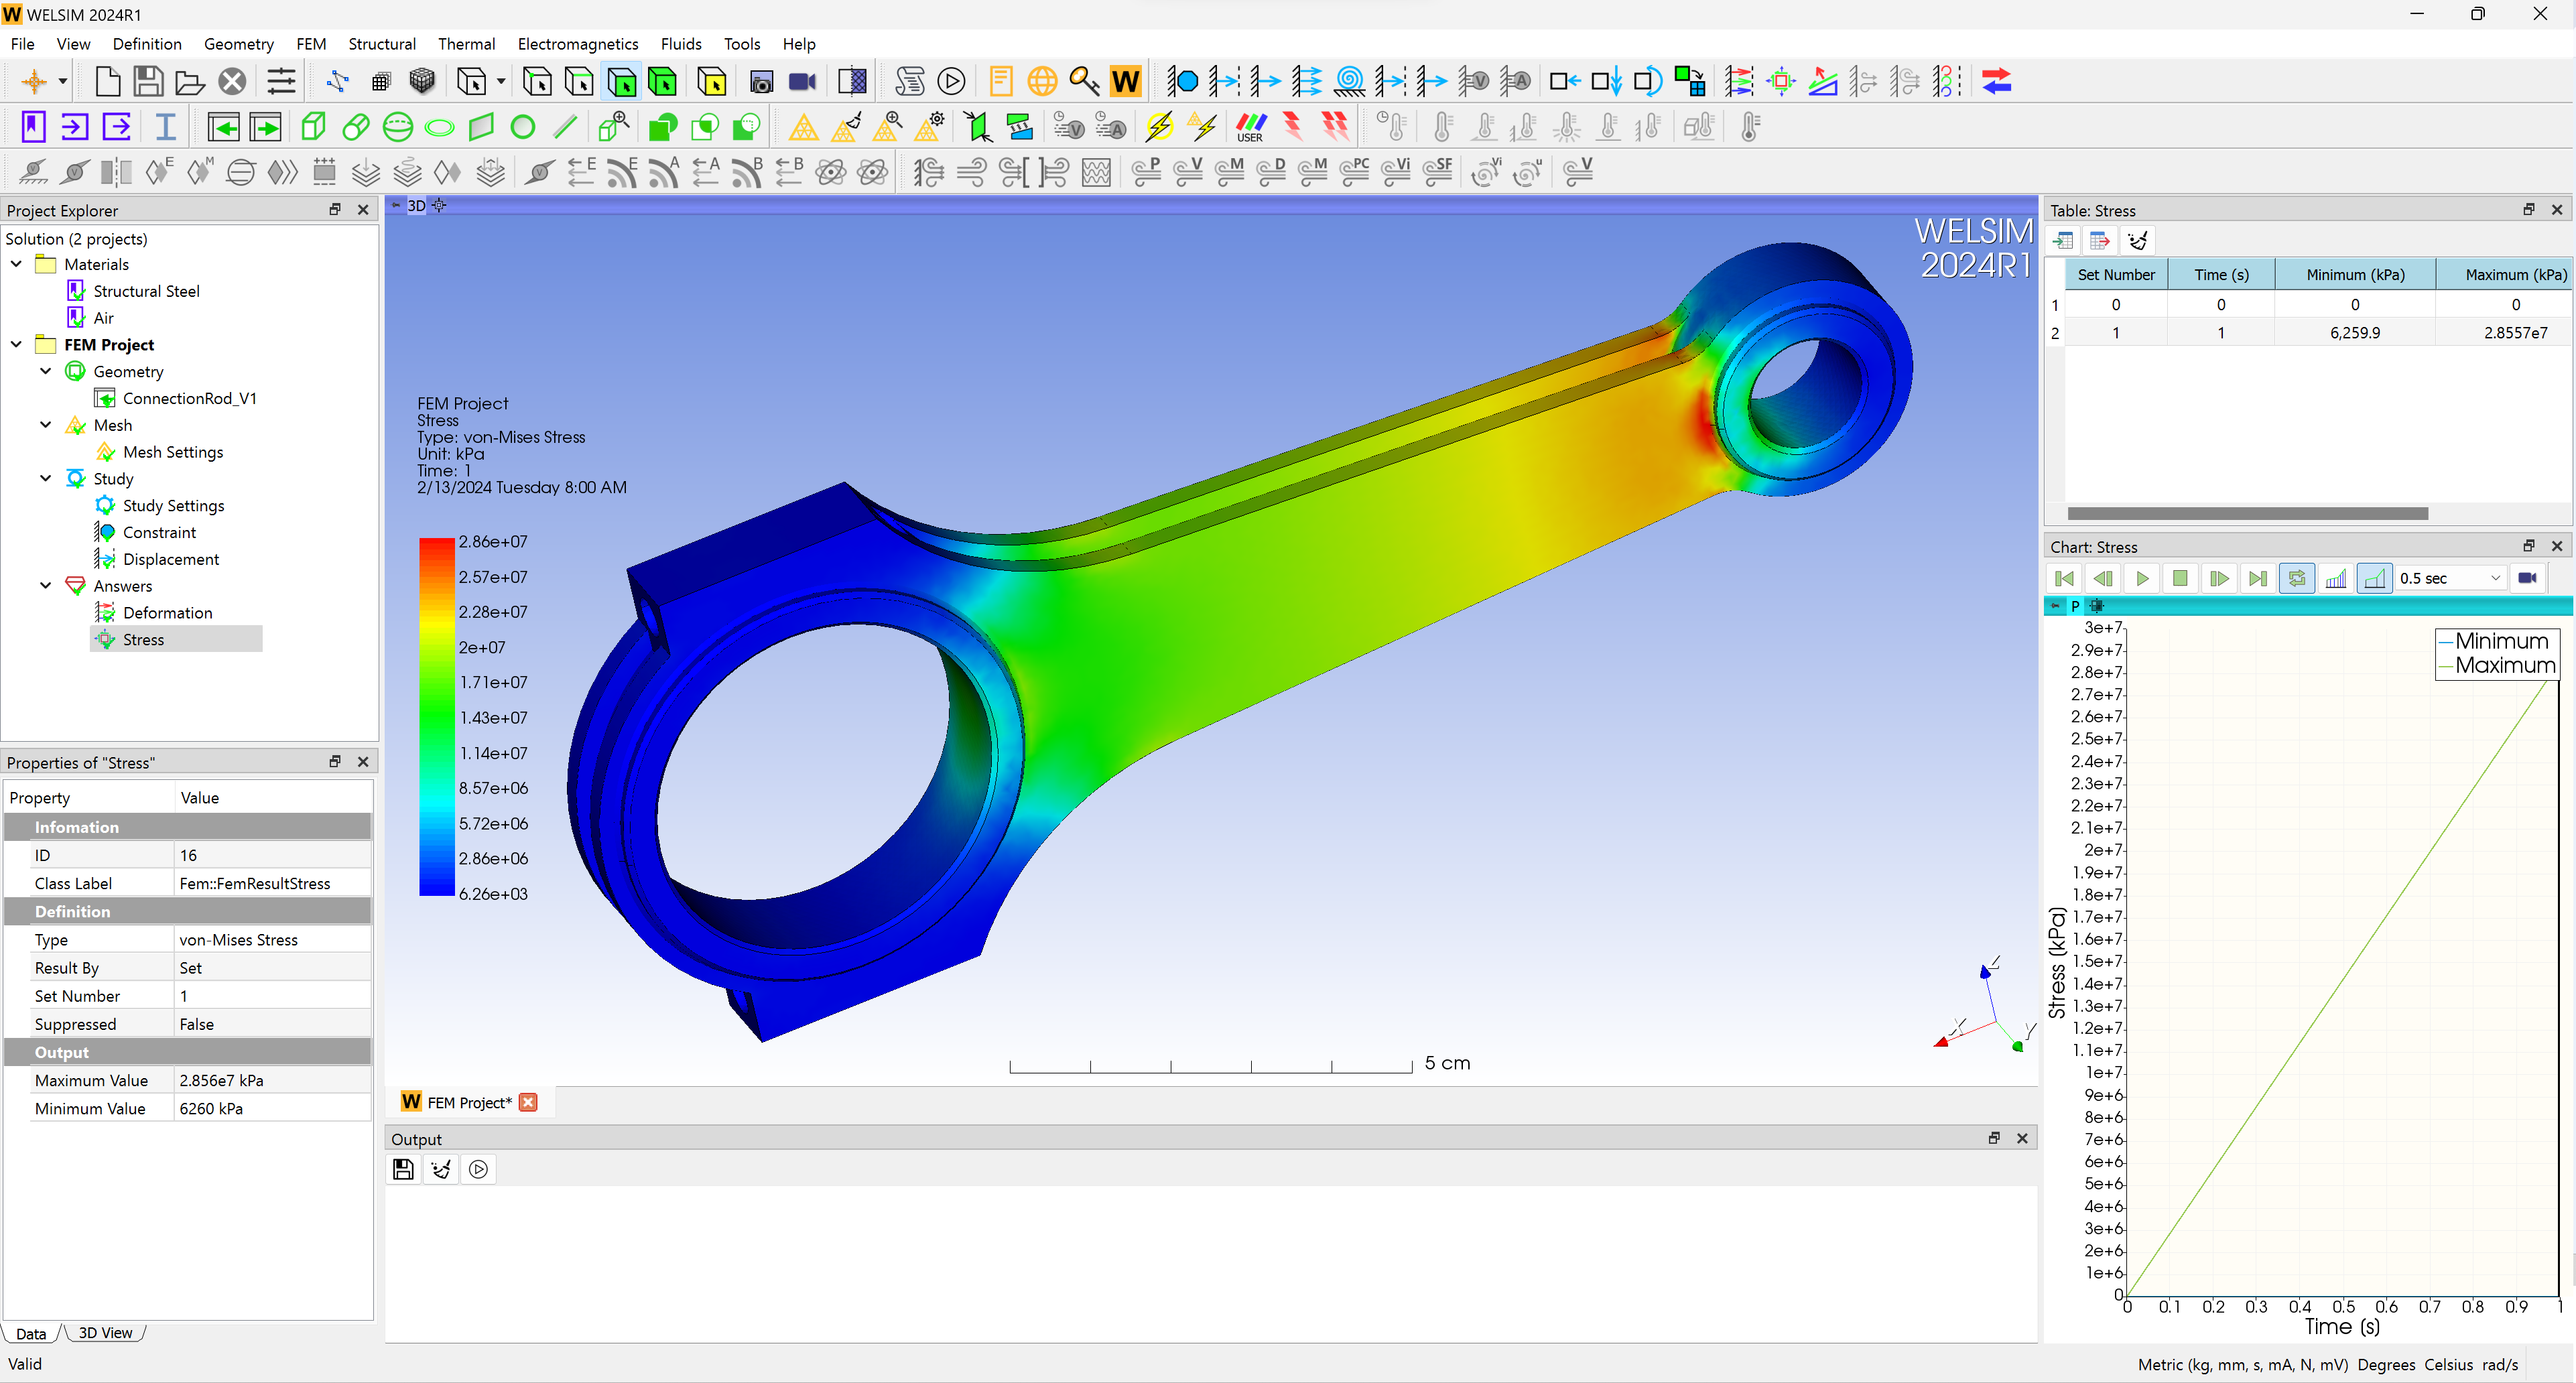 WELSIM 2024R1
File View Definition Geometry FEM Structural Thermal Electromagnetics Fluids Tools Help
USER
E M E A A B B P V M D M PC Vi SF Vi u V
Project Explorer
Solution (2 projects)
Materials
Structural Steel
Air
FEM Project
Geometry
ConnectionRod_V1
Mesh
Mesh Settings
Study
Study Settings
Constraint
Displacement
Answers
Deformation
Stress
Properties of "Stress"
Property Value
Infomation
ID 16
Class Label Fem::FemResultStress
Definition
Type von-Mises Stress
Result By Set
Set Number 1
Suppressed False
Output
Maximum Value 2.856e7 kPa
Minimum Value 6260 kPa
Data 3D View
Valid
3D
WELSIM
2024R1
FEM Project
Stress
Type: von-Mises Stress
Unit: kPa
Time: 1
2/13/2024 Tuesday 8:00 AM
2.86e+07
2.57e+07
2.28e+07
2e+07
1.71e+07
1.43e+07
1.14e+07
8.57e+06
5.72e+06
2.86e+06
6.26e+03
Z
X
Y
5 cm
W FEM Project*
Output
Table: Stress
Set Number Time (s) Minimum (kPa) Maximum (kPa)
1 0 0 0 0
2 1 1 6,259.9 2.8557e7
Chart: Stress
0.5 sec
P
Minimum
Maximum
3e+7
2.9e+7
2.8e+7
2.7e+7
2.6e+7
2.5e+7
2.4e+7
2.3e+7
2.2e+7
2.1e+7
2e+7
1.9e+7
1.8e+7
1.7e+7
1.6e+7
1.5e+7
1.4e+7
1.3e+7
1.2e+7
1.1e+7
1e+7
9e+6
8e+6
7e+6
6e+6
5e+6
4e+6
3e+6
2e+6
1e+6
0
Stress (kPa)
0 0.1 0.2 0.3 0.4 0.5 0.6 0.7 0.8 0.9 1
Time (s)
Metric (kg, mm, s, mA, N, mV) Degrees Celsius rad/s